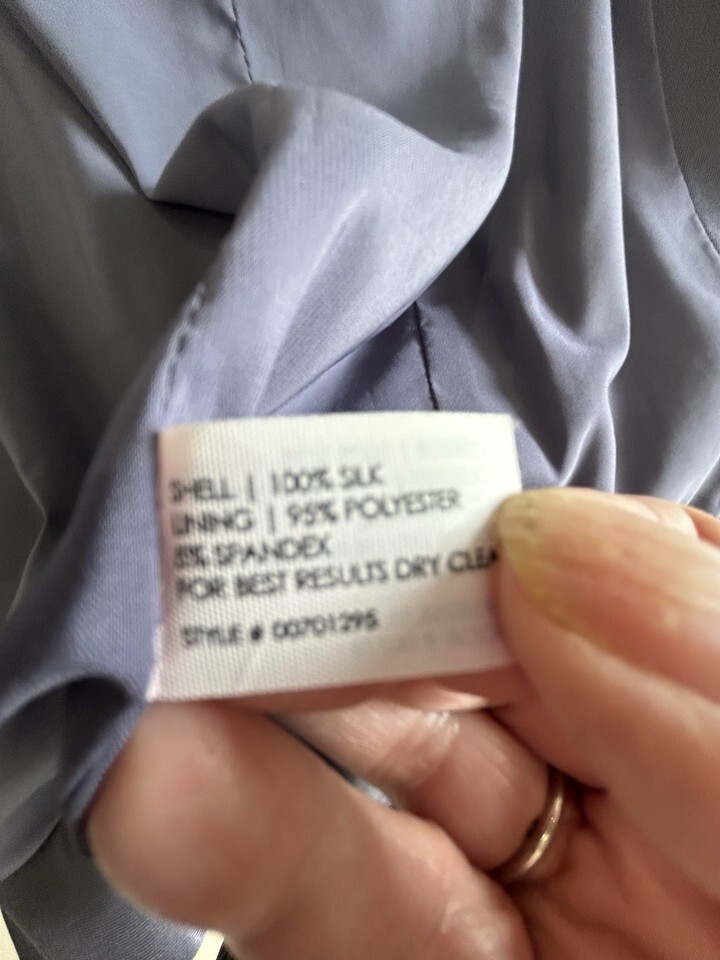 SHELL | 100% SILK
LINING | 95% POLYESTER
5% SPANDEX
FOR BEST RESULTS DRY CLEA
STYLE # 00701295